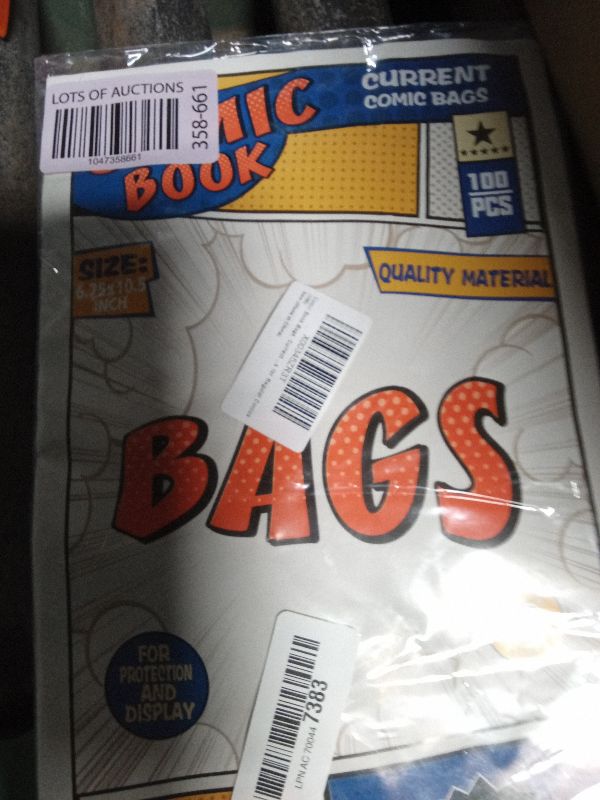 LOTS OF AUCTIONS
1047358661
358-661
MIC
BOOK
CURRENT
COMIC BAGS
100
PCS
SIZE:
6.75x10.5
INCH
QUALITY MATERIAL
BAGS
FOR
PROTECTION
AND
DISPLAY
LPN AC 70044 7383